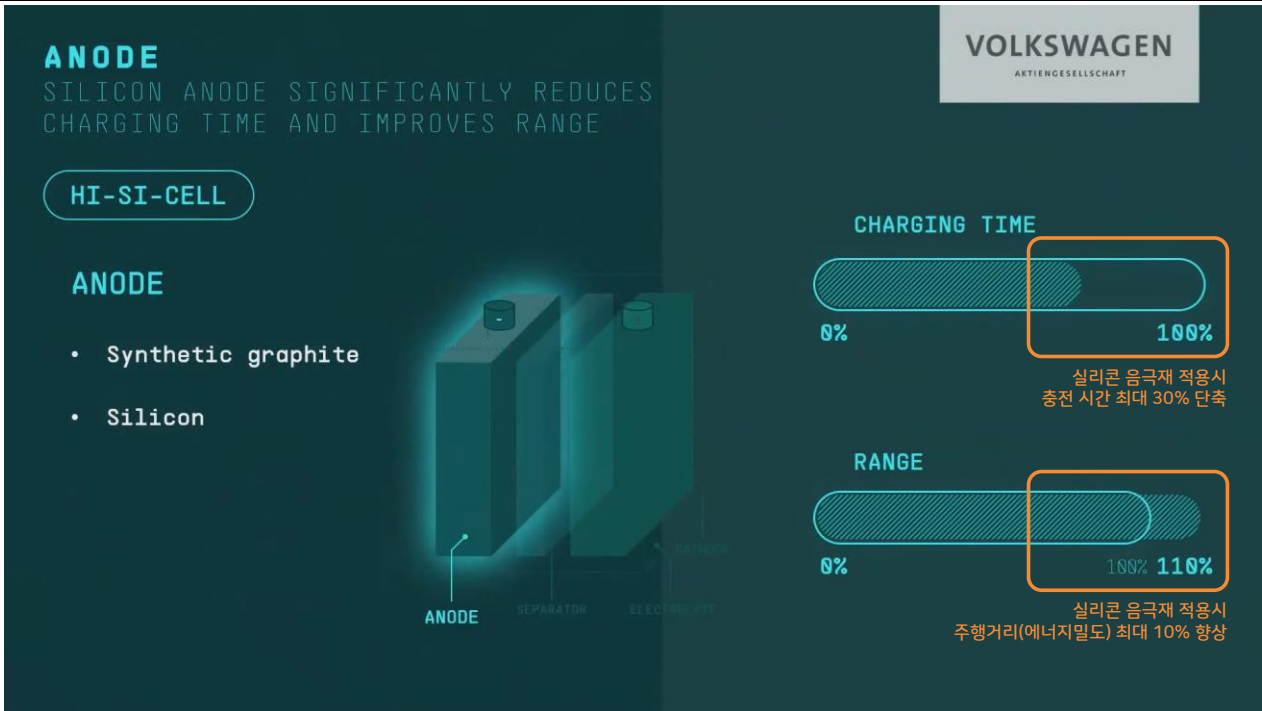 ANODE
SILICON ANODE SIGNIFICANTLY REDUCES
CHARGING TIME AND IMPROVES RANGE
VOLKSWAGEN
AKTIENGESELLSCHAFT
HI-SI-CELL
ANODE
• Synthetic graphite
• Silicon
-
ANODE
SEPARATOR
CHARGING TIME
0%
100%
실리콘 음극재 적용시
충전 시간 최대 30% 단축
RANGE
0%
100% 110%
실리콘 음극재 적용시
주행거리(에너지밀도) 최대 10% 향상